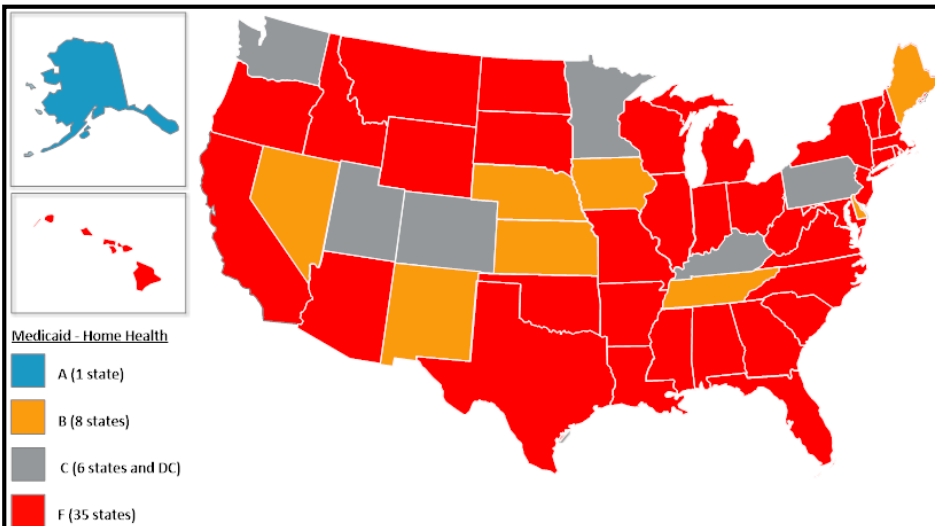 Medicaid - Home Health
A (1 state)
B (8 states)
C (6 states and DC)
F (35 states)